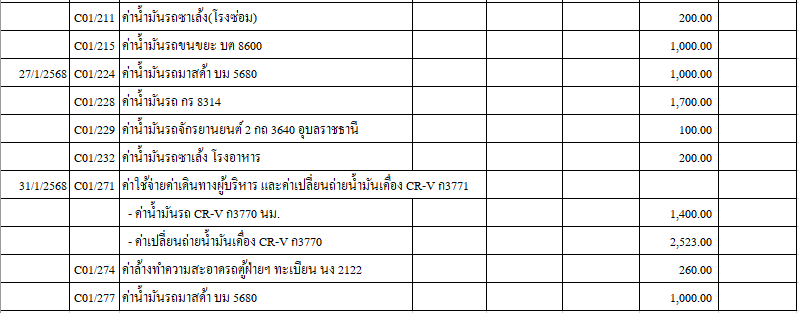 C01/211 ค่าน้ำมันรถซาเล้ง(โรงซ่อม) 200.00
C01/215 ค่าน้ำมันรถขนขยะ บต 8600 1,000.00
27/1/2568 C01/224 ค่าน้ำมันรถมาสด้า บม 5680 1,000.00
C01/228 ค่าน้ำมันรถ กร 8314 1,700.00
C01/229 ค่าน้ำมันรถจักรยานยนต์ 2 กถ 3640 อุบลราชธานี 100.00
C01/232 ค่าน้ำมันรถซาเล้ง โรงอาหาร 200.00
31/1/2568 C01/271 ค่าใช้จ่ายค่าเดินทางผู้บริหาร และค่าเปลี่ยนถ่ายน้ำมันเคื่อง CR-V ก3771
- ค่าน้ำมันรถ CR-V ก3770 นม. 1,400.00
- ค่าเปลี่ยนถ่ายน้ำมันเคื่อง CR-V ก3770 2,523.00
C01/274 ค่าล้างทำความสะอาดรถตู้ฝ่ายฯ ทะเบียน นง 2122 260.00
C01/277 ค่าน้ำมันรถมาสด้า บม 5680 1,000.00